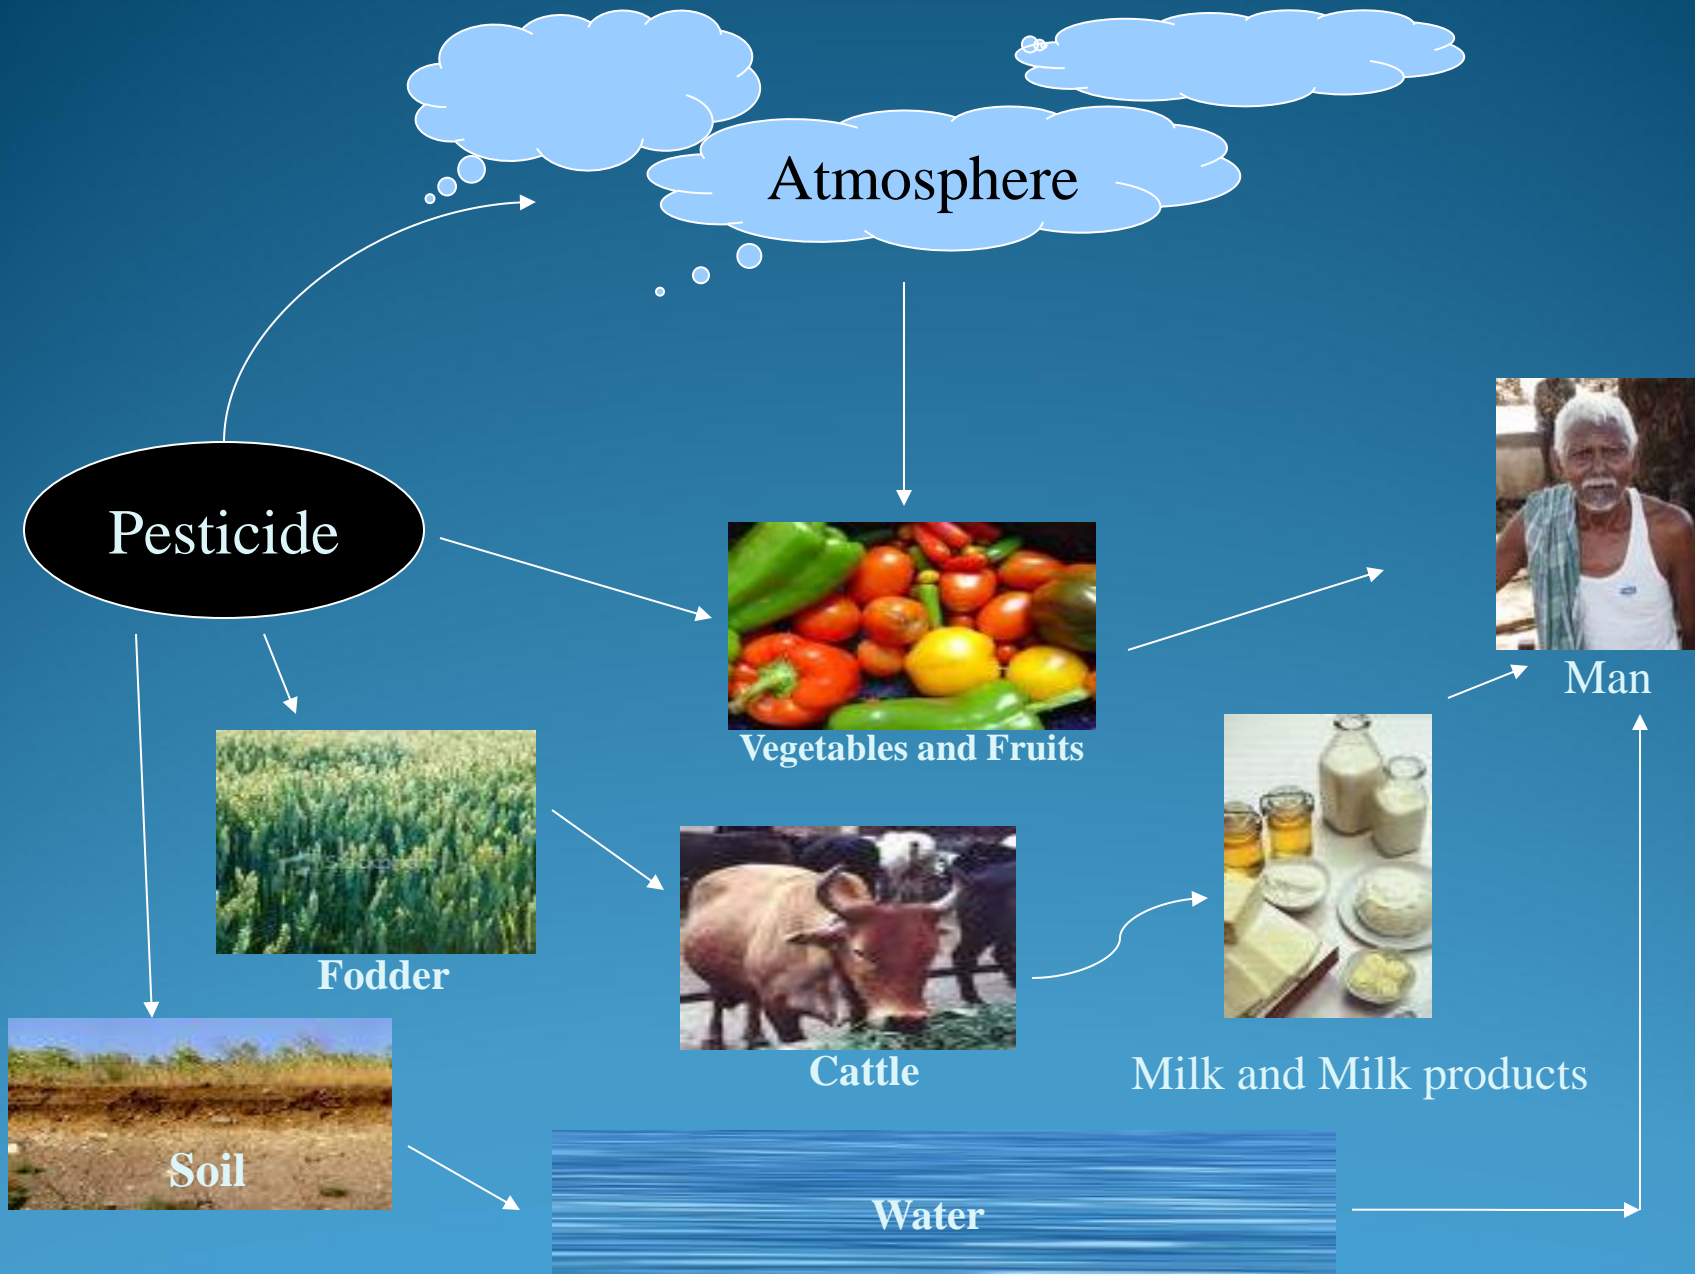 Atmosphere
Pesticide
Man
Vegetables and Fruits
Fodder
Cattle
Milk and Milk products
Soil
Water